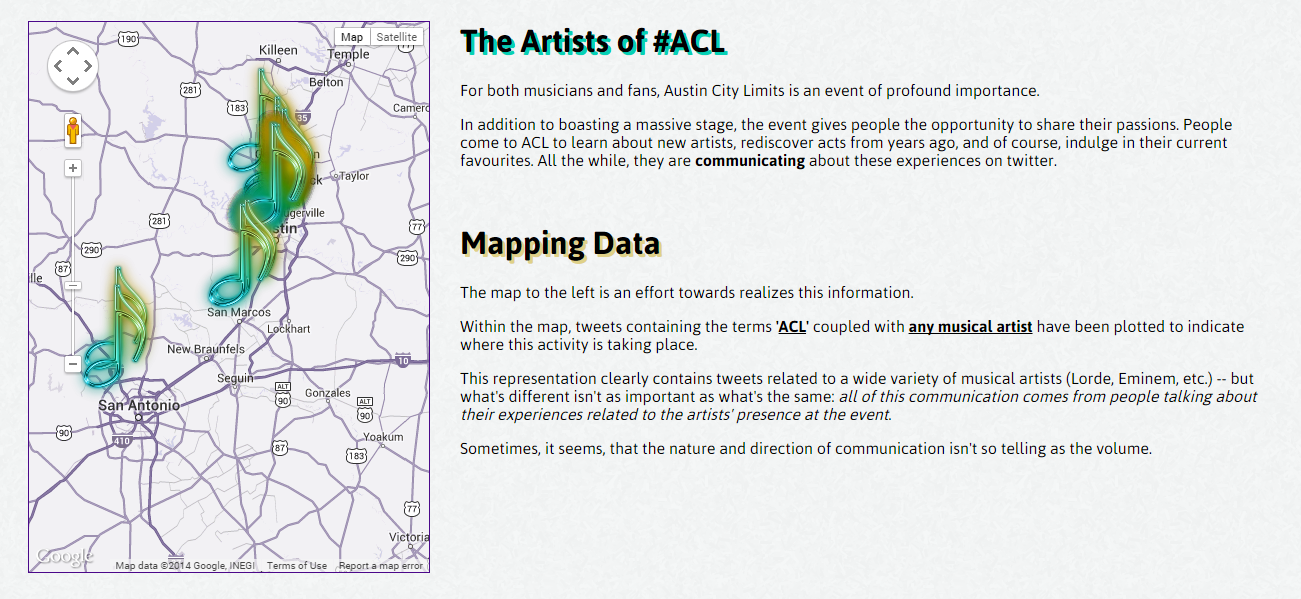 190
Map
Satellite
Killeen
Temple
Belton
281
183
35
Camero
Taylor
ck
ugerville
281
stin
77
290
290
87
lle
San Marcos
Lockhart
New Braunfels
10
Seguin
ALT
90
Gonzales
ALT
90
San Antonio
90
410
87
Yoakum
183
77
Victoria
Google
Map data ©2014 Google, INEGI
Terms of Use
Report a map error
The Artists of #ACL
For both musicians and fans, Austin City Limits is an event of profound importance.
In addition to boasting a massive stage, the event gives people the opportunity to share their passions. People
come to ACL to learn about new artists, rediscover acts from years ago, and of course, indulge in their current
favourites. All the while, they are communicating about these experiences on twitter.
Mapping Data
The map to the left is an effort towards realizes this information.
Within the map, tweets containing the terms 'ACL' coupled with any musical artist have been plotted to indicate
where this activity is taking place.
This representation clearly contains tweets related to a wide variety of musical artists (Lorde, Eminem, etc.) -- but
what's different isn't as important as what's the same: all of this communication comes from people talking about
their experiences related to the artists' presence at the event.
Sometimes, it seems, that the nature and direction of communication isn't so telling as the volume.